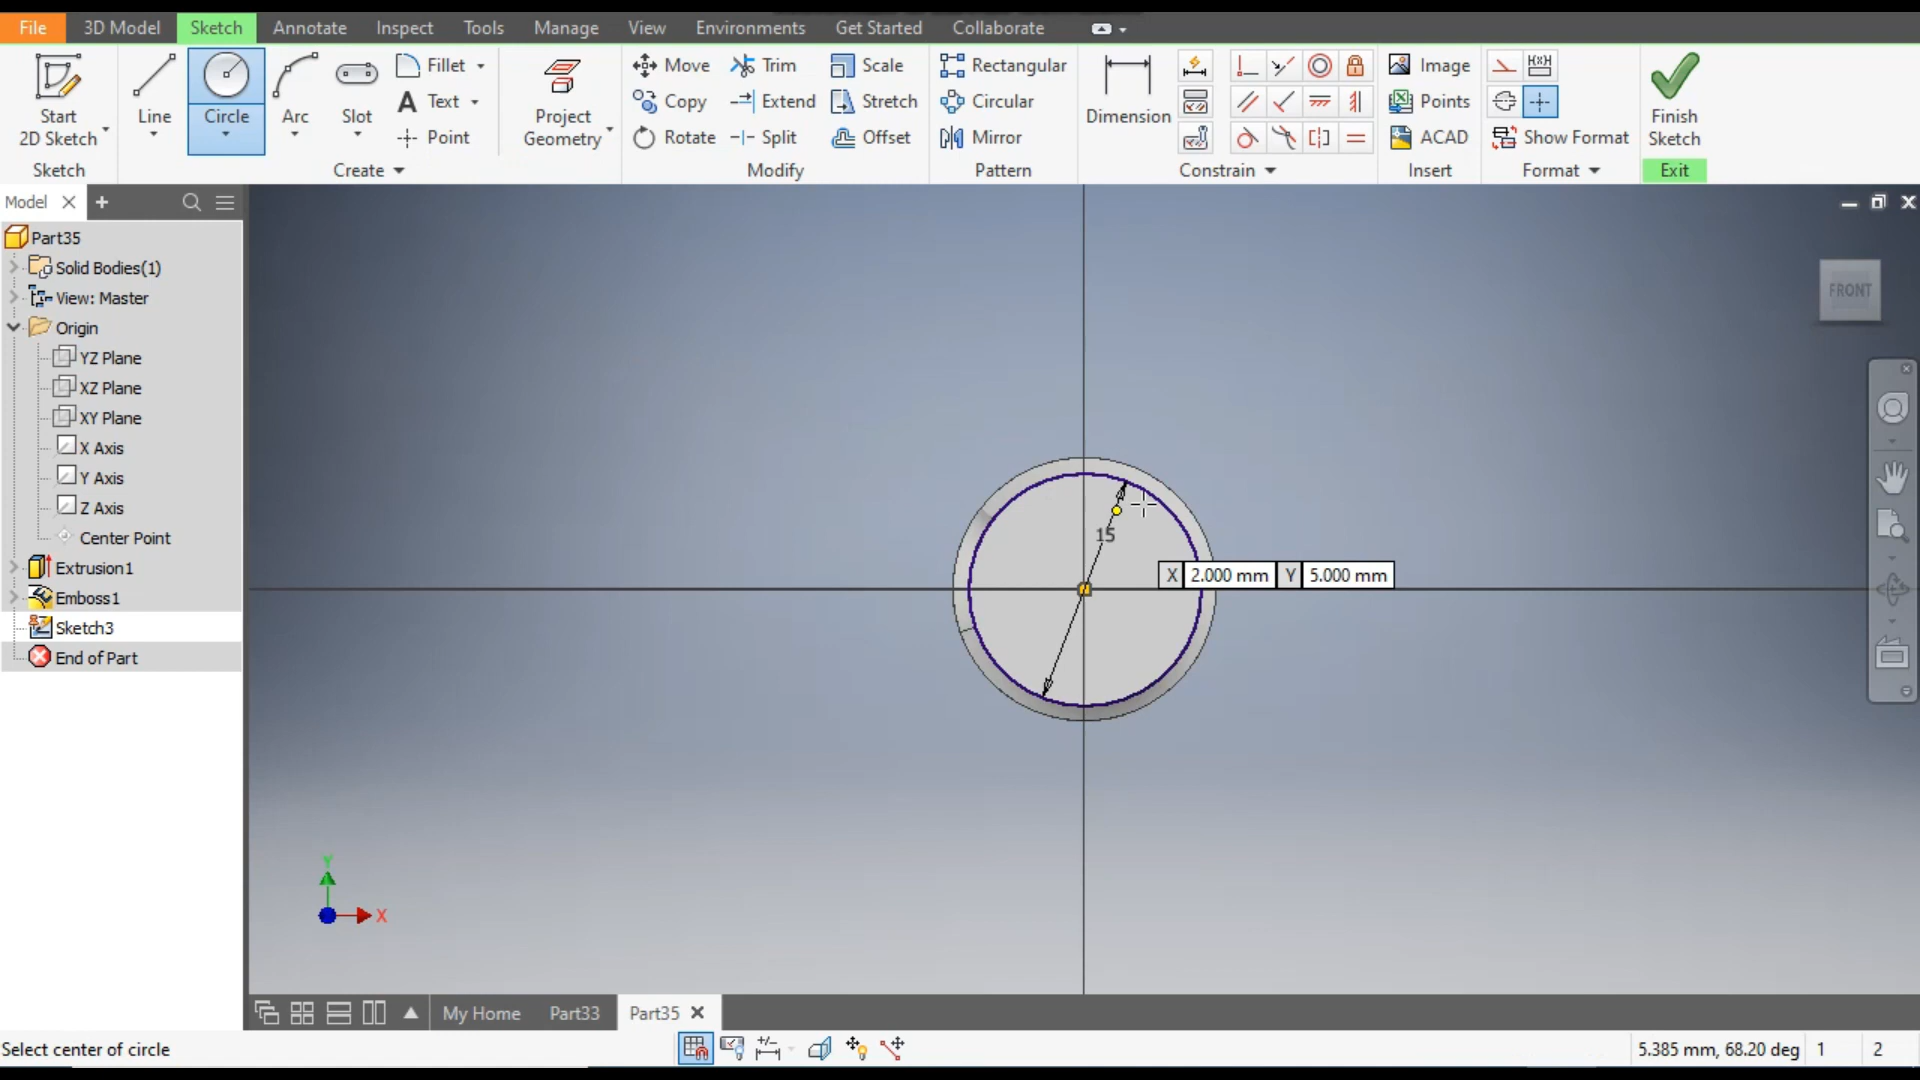 File 3D Model Sketch Annotate Inspect Tools Manage View Environments Get Started Collaborate
Start
2D Sketch
Line
Circle
Arc
Slot
Fillet
Text
Point
Project
Geometry
Move
Trim
Scale
Copy
Extend
Stretch
Rotate
Split
Offset
Rectangular
Circular
Mirror
Dimension
Image
Points
ACAD
Show Format
Finish
Sketch
Sketch
Create
Modify
Pattern
Constrain
Insert
Format
Exit
Model
Part35
Solid Bodies(1)
View: Master
Origin
YZ Plane
XZ Plane
XY Plane
X Axis
Y Axis
Z Axis
Center Point
Extrusion1
Emboss1
Sketch3
End of Part
FRONT
15
X 2.000 mm Y 5.000 mm
Y
X
My Home Part33 Part35
Select center of circle
5.385 mm, 68.20 deg 1 2